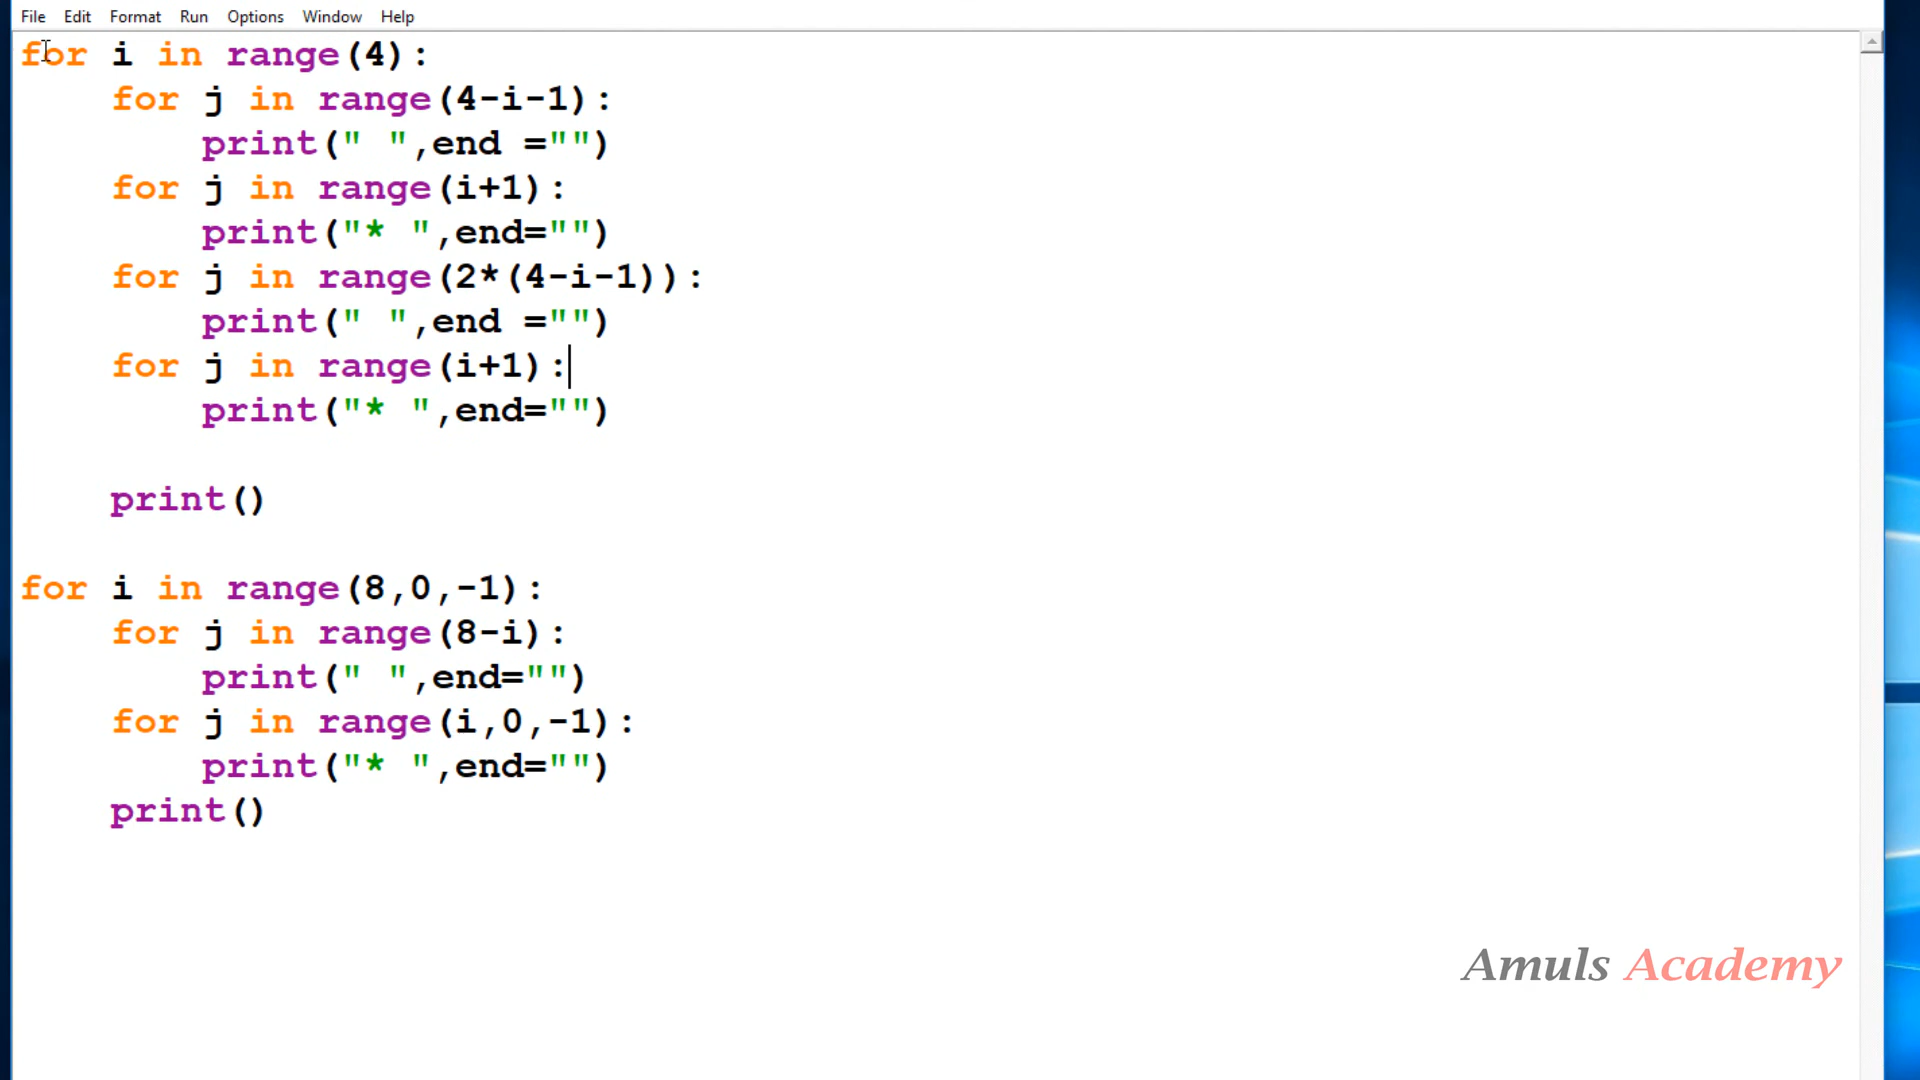 File Edit Format Run Options Window Help
for i in range(4):
    for j in range(4-i-1):
        print(" ",end ="")
    for j in range(i+1):
        print("* ",end="")
    for j in range(2*(4-i-1)):
        print(" ",end ="")
    for j in range(i+1):
        print("* ",end="")
    print()
for i in range(8,0,-1):
    for j in range(8-i):
        print(" ",end="")
    for j in range(i,0,-1):
        print("* ",end="")
    print()
Amuls Academy